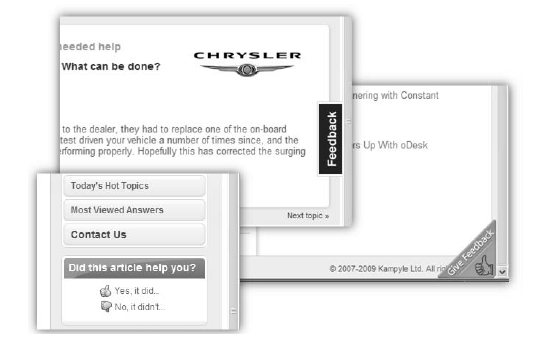 needed help
CHRYSLER
What can be done?
to the dealer, they had to replace one of the on-board
test driven your vehicle a number of times since, and the
erforming properly. Hopefully this has corrected the surging
Feedback
Next topic »
nering with Constant
rs Up With oDesk
© 2007-2009 Kampyle Ltd. All rig
Give Feedback
Today's Hot Topics
Most Viewed Answers
Contact Us
Did this article help you?
Yes, it did...
No, it didn't...